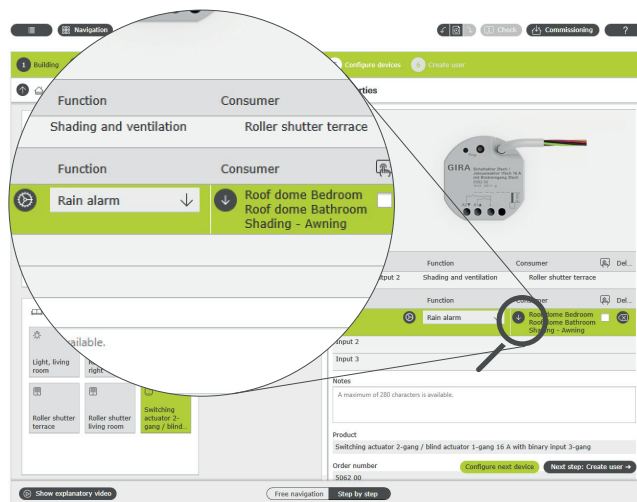 Navigation
Check
Commissioning
?
1 Building
Configure devices
Create user
Function Consumer
Shading and ventilation Roller shutter terrace
Function Consumer
Rain alarm
Roof dome Bedroom
Roof dome Bathroom
Shading - Awning
GIRA
Function Consumer Del...
Shading and ventilation Roller shutter terrace
Function Consumer Del...
Rain alarm
Roof dome Bedroom
Roof dome Bathroom
Shading - Awning
Input 2
Input 3
Notes
A maximum of 280 characters is available.
Product
Switching actuator 2-gang / blind actuator 1-gang 16 A with binary input 3-gang
Order number
5062 00
Configure next device
Next step: Create user →
Light, living
room
right
Roller shutter
terrace
Roller shutter
living room
Switching
actuator 2-
gang / blind...
Show explanatory video
Free navigation
Step by step